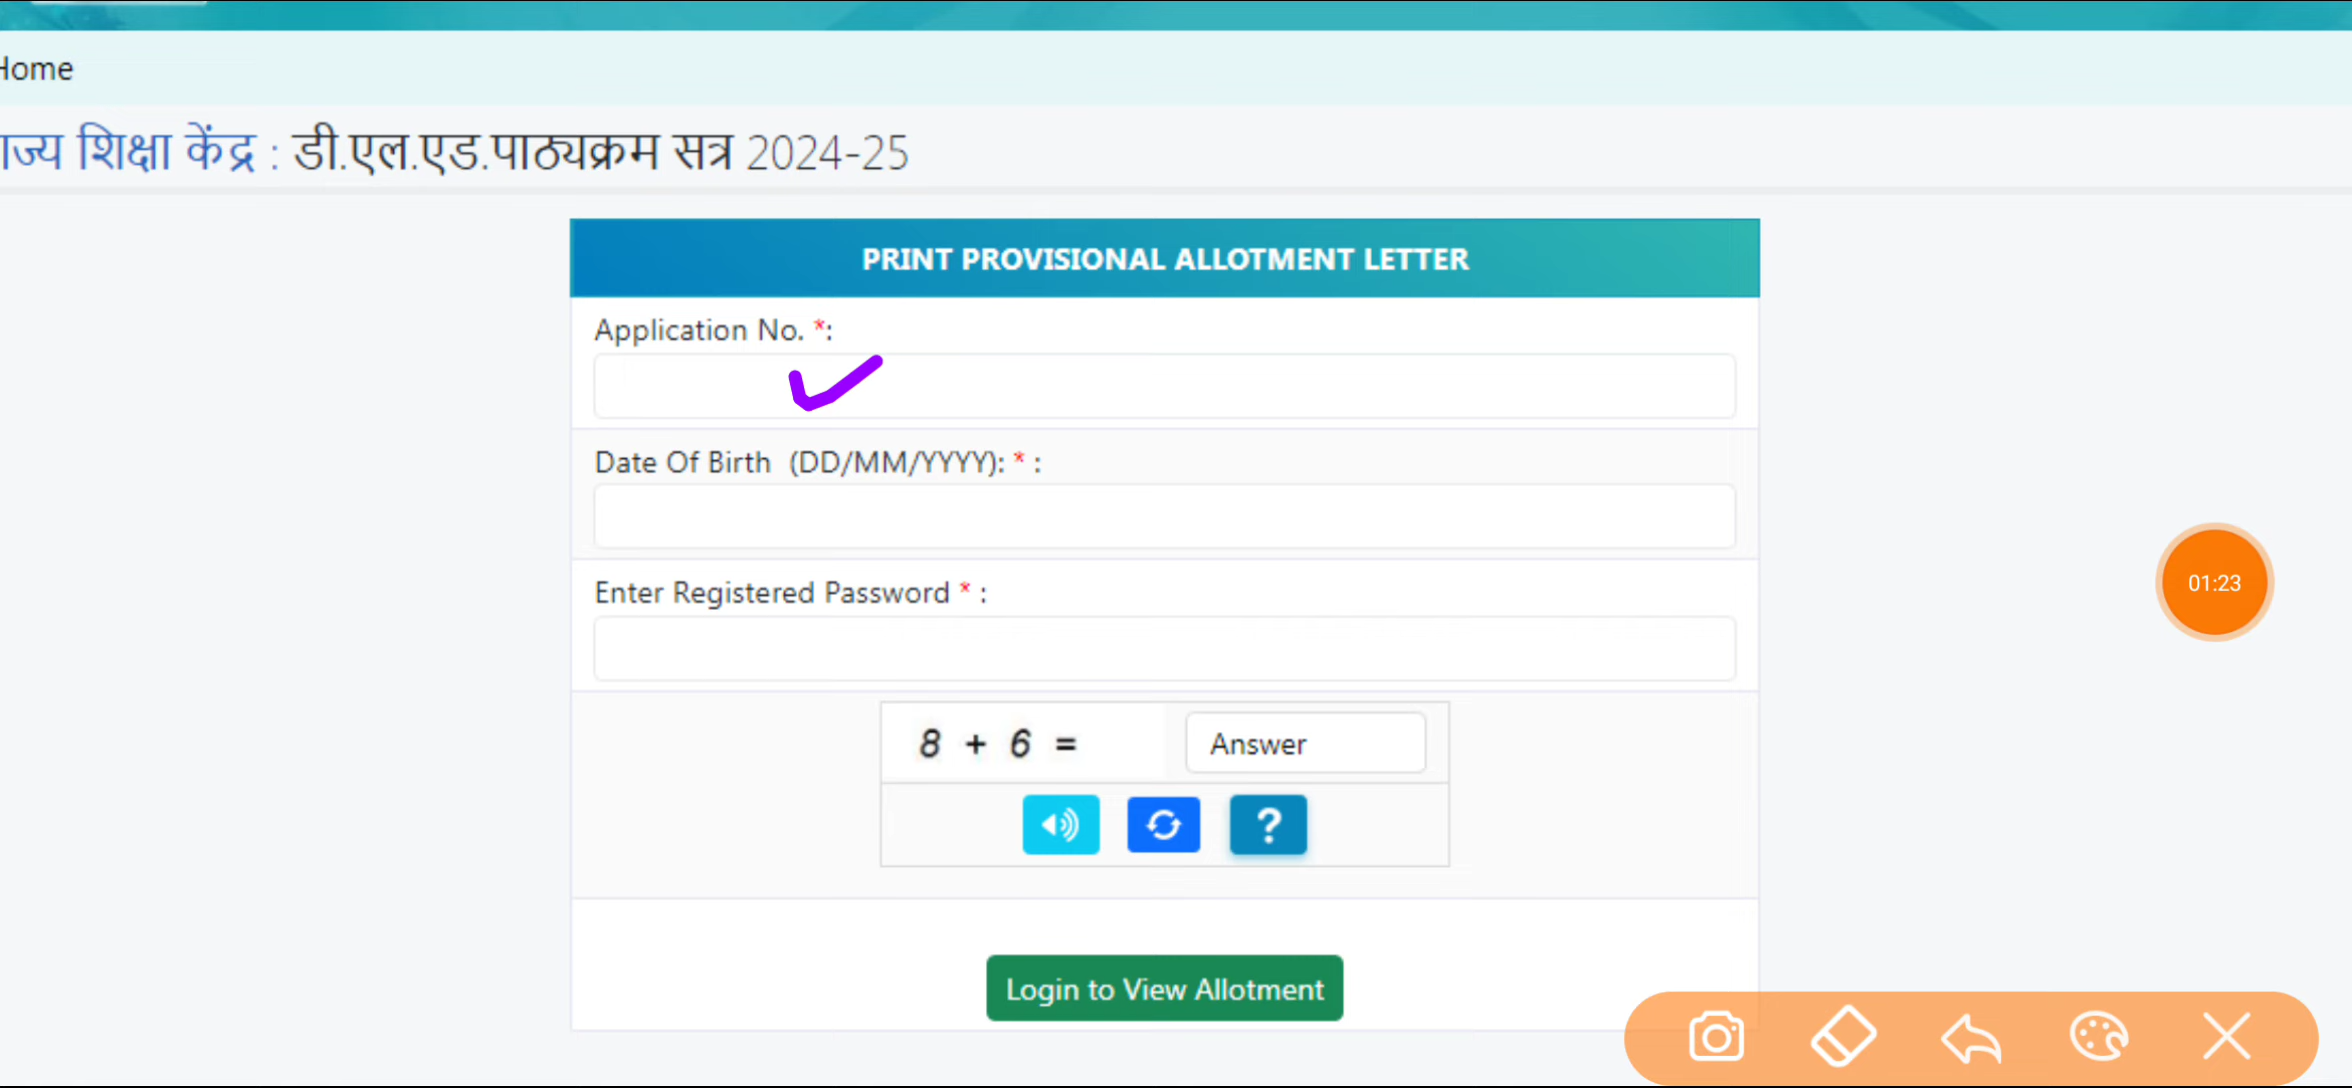 Home
राज्य शिक्षा केंद्र : डी.एल.एड.पाठ्यक्रम सत्र 2024-25
PRINT PROVISIONAL ALLOTMENT LETTER
Application No. *:
Date Of Birth (DD/MM/YYYY): * :
Enter Registered Password * :
8 + 6 =
Answer
?
Login to View Allotment
01:23